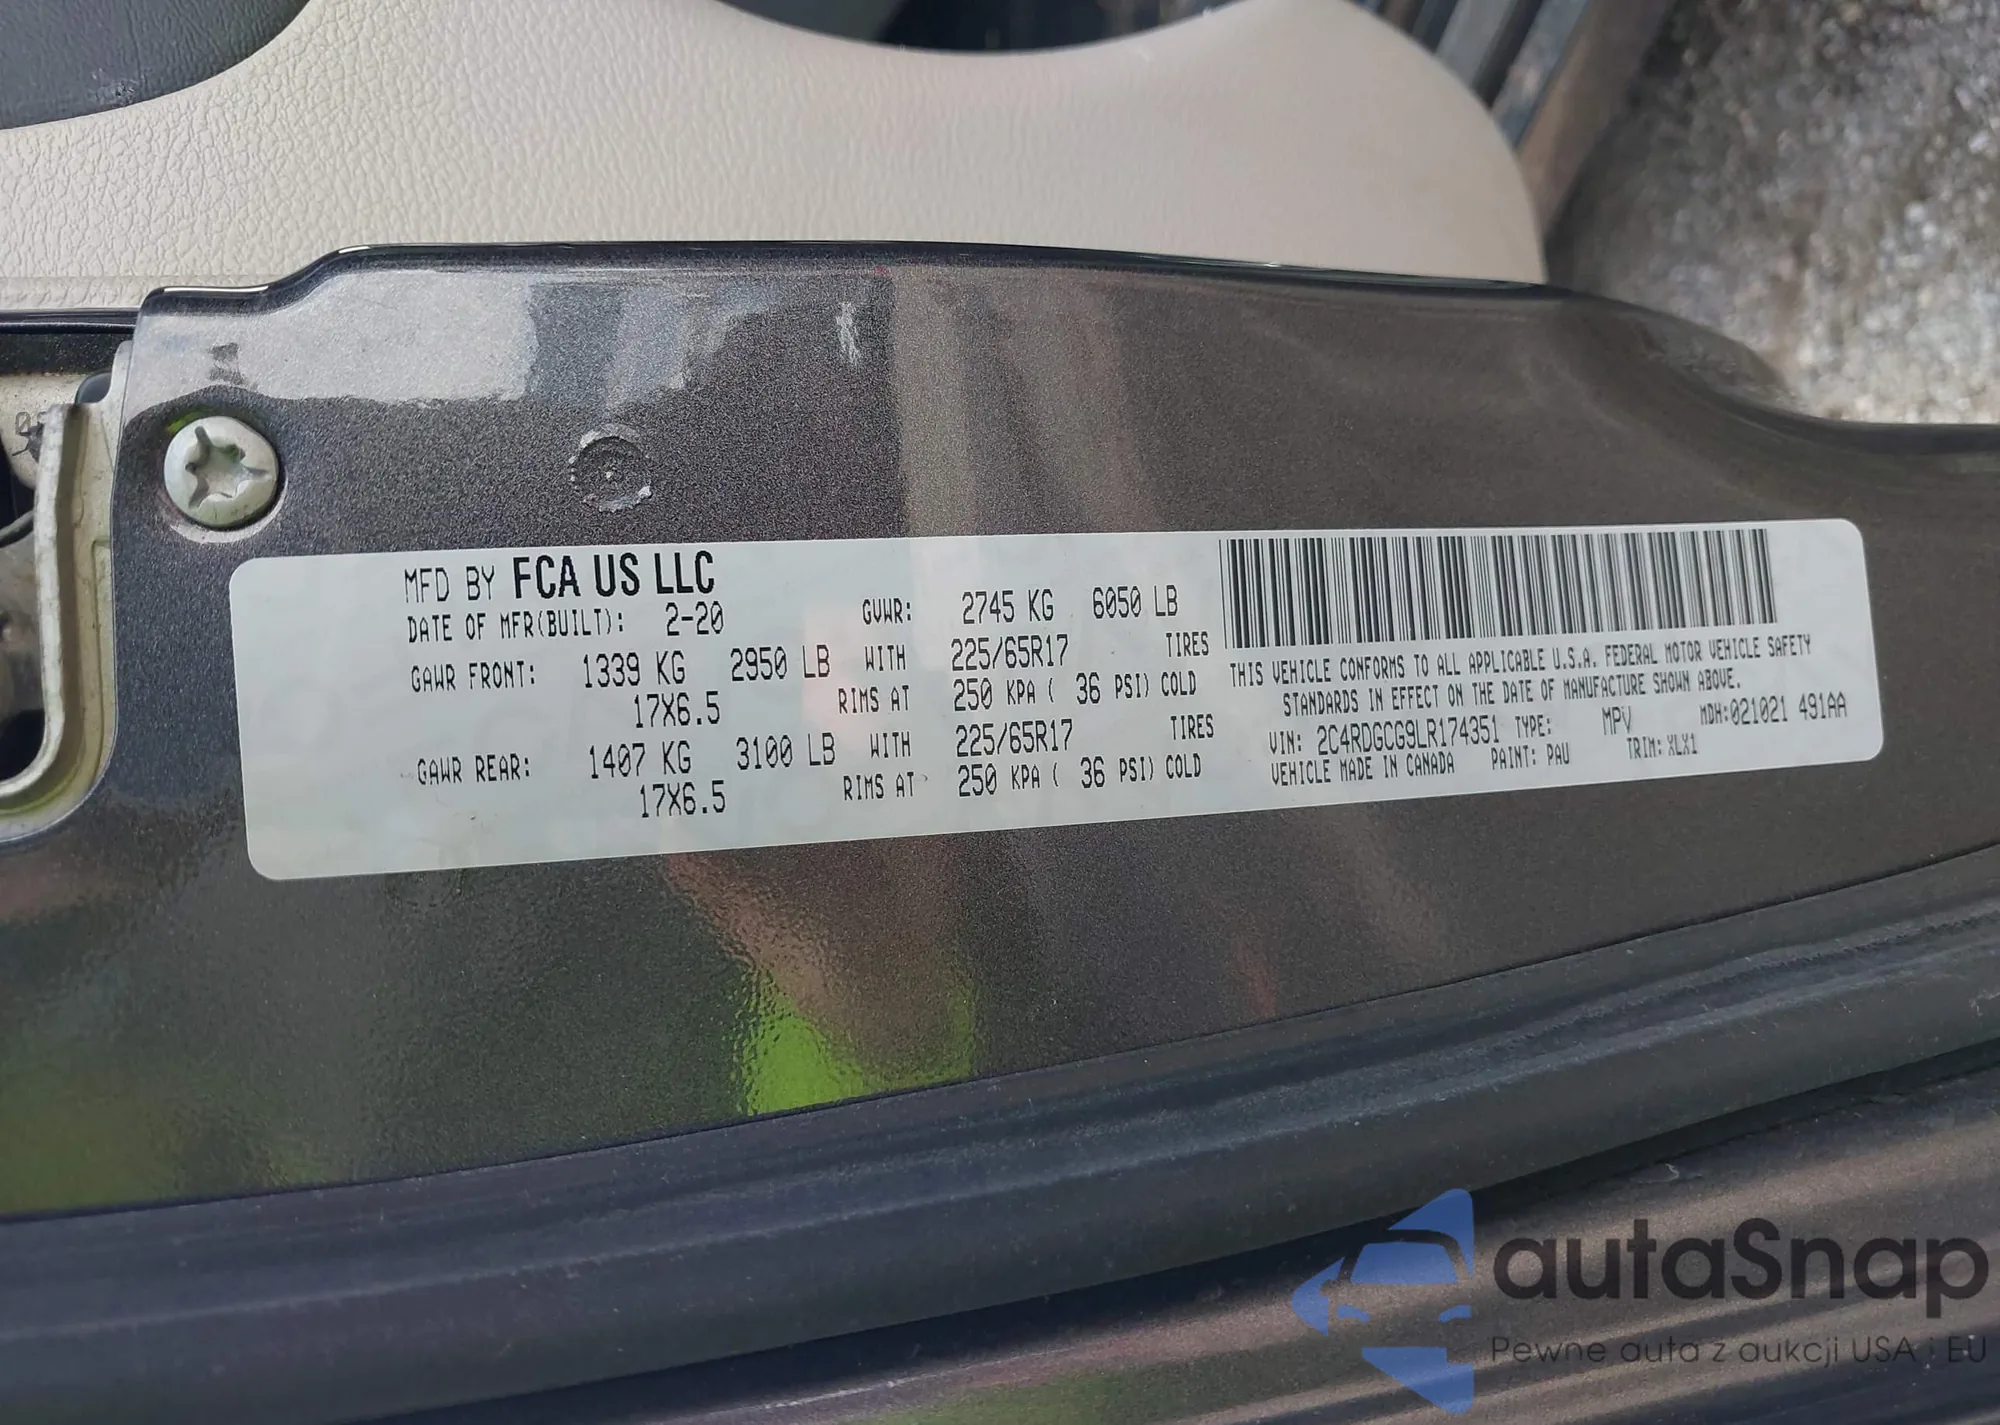 MFD BY FCA US LLC
DATE OF MFR(BUILT): 2-20 GVWR: 2745 KG 6050 LB
GAWR FRONT: 1339 KG 2950 LB WITH 225/65R17 TIRES
17X6.5 RIMS AT 250 KPA ( 36 PSI) COLD
GAWR REAR: 1407 KG 3100 LB WITH 225/65R17 TIRES
17X6.5 RIMS AT 250 KPA ( 36 PSI) COLD
THIS VEHICLE CONFORMS TO ALL APPLICABLE U.S.A. FEDERAL MOTOR VEHICLE SAFETY
STANDARDS IN EFFECT ON THE DATE OF MANUFACTURE SHOWN ABOVE.
VIN: 2C4RDGCG9LR174351 TYPE: MPV MDH:021021 491AA
VEHICLE MADE IN CANADA PAINT: PAU TRIM: XLX1
autaSnap
Pewne auta z aukcji USA i EU